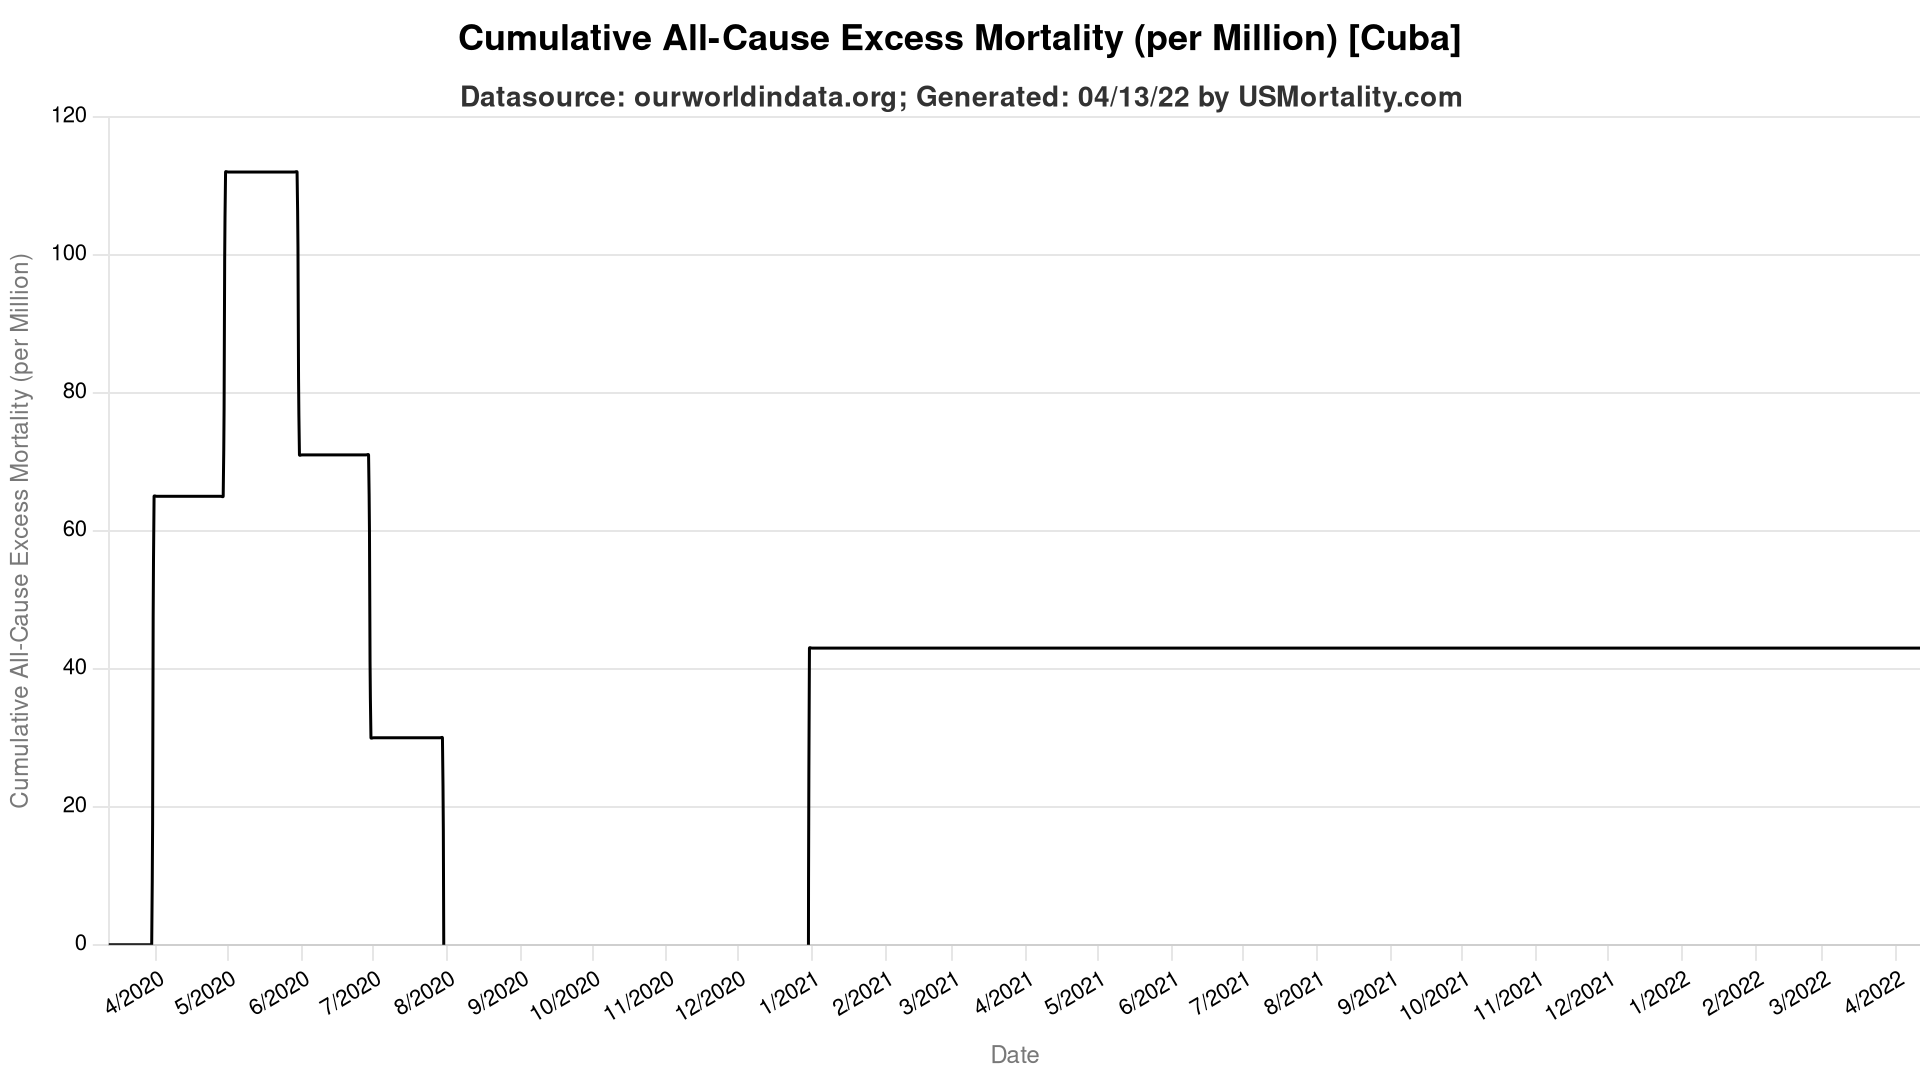 Cumulative All-Cause Excess Mortality (per Million) [Cuba]
Datasource: ourworldindata.org; Generated: 04/13/22 by USMortality.com
Cumulative All-Cause Excess Mortality (per Million)
120
100
80
60
40
20
0
4/2020 5/2020 6/2020 7/2020 8/2020 9/2020 10/2020 11/2020 12/2020 1/2021 2/2021 3/2021 4/2021 5/2021 6/2021 7/2021 8/2021 9/2021 10/2021 11/2021 12/2021 1/2022 2/2022 3/2022 4/2022
Date